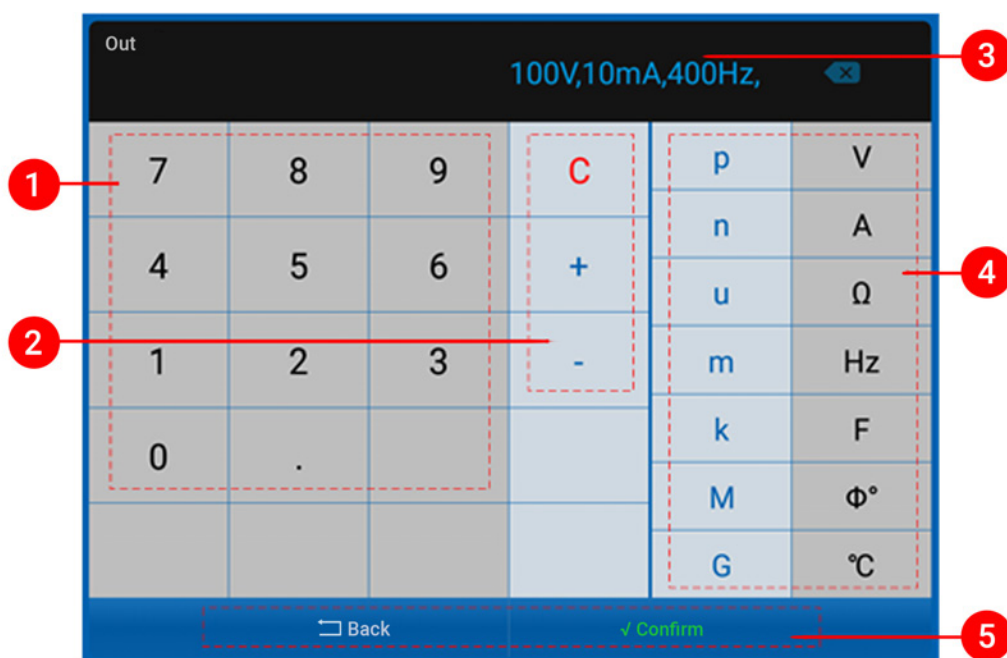 Out
100V,10mA,400Hz,
3
1
7 8 9 C p V
n A
4 5 6 + u Ω
4
2
1 2 3 - m Hz
k F
0 .
M Φ°
G ℃
Back √ Confirm
5